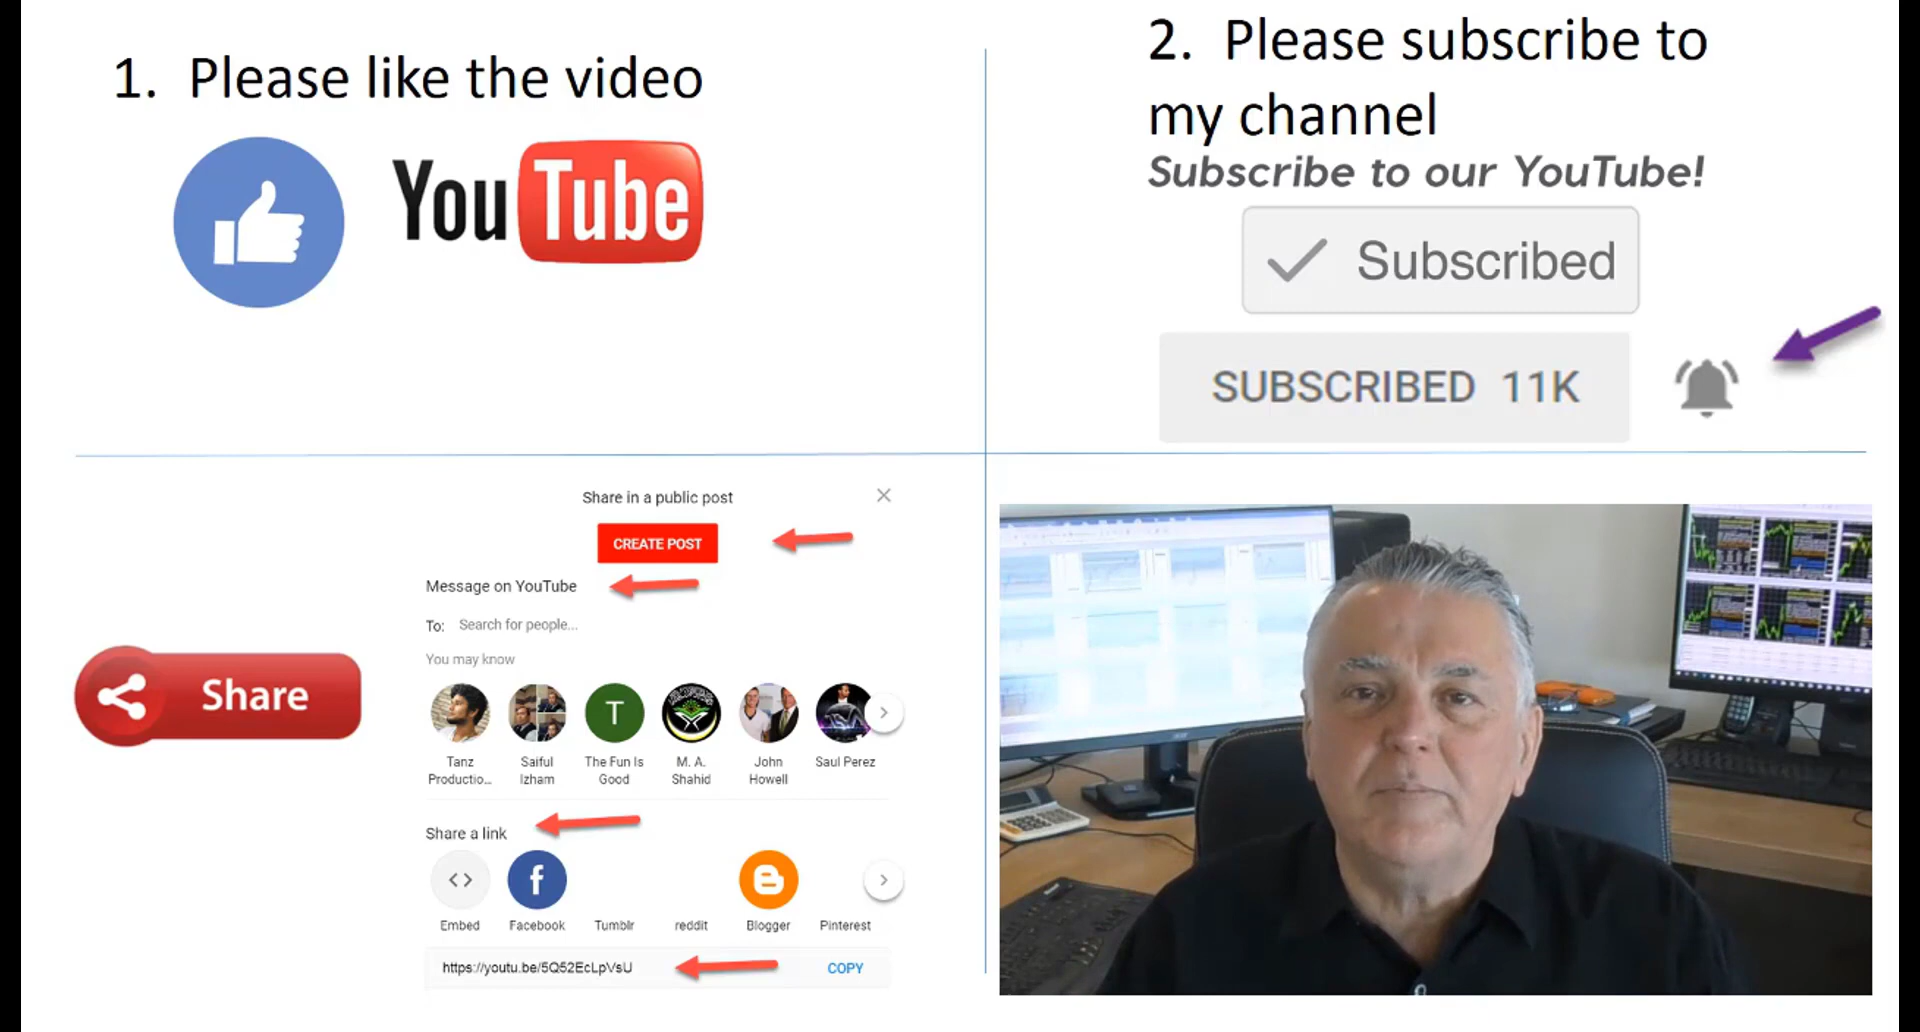 1. Please like the video
YouTube
2. Please subscribe to
my channel
Subscribe to our YouTube!
Subscribed
SUBSCRIBED 11K
Share in a public post
CREATE POST
Message on YouTube
To: Search for people...
You may know
Share
T
Tanz
Productio...
Saiful
Izham
The Fun Is
Good
M. A.
Shahid
John
Howell
Saul Perez
Share a link
f
Embed
Facebook
Tumblr
reddit
Blogger
Pinterest
https://youtu.be/5Q52EcLpVsU
COPY